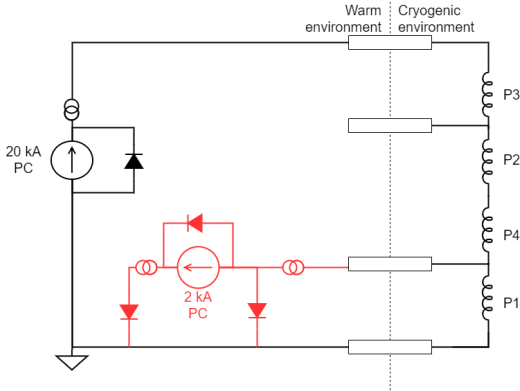 Warm
environment
Cryogenic
environment
P3
20 kA
PC
P2
P4
2 kA
PC
P1